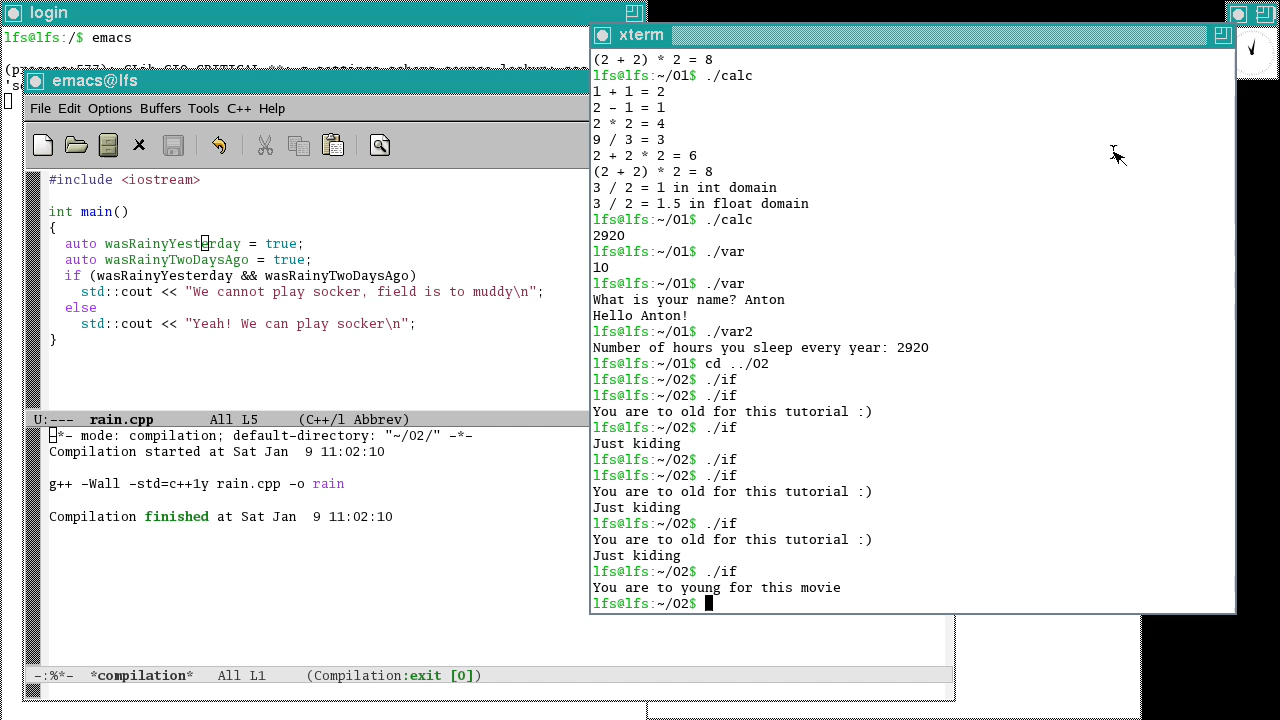 login
lfs@lfs:/$ emacs
emacs@lfs
File Edit Options Buffers Tools C++ Help
#include <iostream>
int main()
{
auto wasRainyYesterday = true;
auto wasRainyTwoDaysAgo = true;
if (wasRainyYesterday && wasRainyTwoDaysAgo)
std::cout << "We cannot play socker, field is to muddy\n";
else
std::cout << "Yeah! We can play socker\n";
}
U:--- rain.cpp All L5 (C++/l Abbrev)
-*- mode: compilation; default-directory: "~/02/" -*-
Compilation started at Sat Jan 9 11:02:10
g++ -Wall -std=c++1y rain.cpp -o rain
Compilation finished at Sat Jan 9 11:02:10
-:%*- *compilation* All L1 (Compilation:exit [0])
xterm
(2 + 2) * 2 = 8
lfs@lfs:~/01$ ./calc
1 + 1 = 2
2 - 1 = 1
2 * 2 = 4
9 / 3 = 3
2 + 2 * 2 = 6
(2 + 2) * 2 = 8
3 / 2 = 1 in int domain
3 / 2 = 1.5 in float domain
lfs@lfs:~/01$ ./calc
2920
lfs@lfs:~/01$ ./var
10
lfs@lfs:~/01$ ./var
What is your name? Anton
Hello Anton!
lfs@lfs:~/01$ ./var2
Number of hours you sleep every year: 2920
lfs@lfs:~/01$ cd ../02
lfs@lfs:~/02$ ./if
lfs@lfs:~/02$ ./if
You are to old for this tutorial :)
lfs@lfs:~/02$ ./if
Just kiding
lfs@lfs:~/02$ ./if
lfs@lfs:~/02$ ./if
You are to old for this tutorial :)
Just kiding
lfs@lfs:~/02$ ./if
You are to old for this tutorial :)
Just kiding
lfs@lfs:~/02$ ./if
You are to young for this movie
lfs@lfs:~/02$